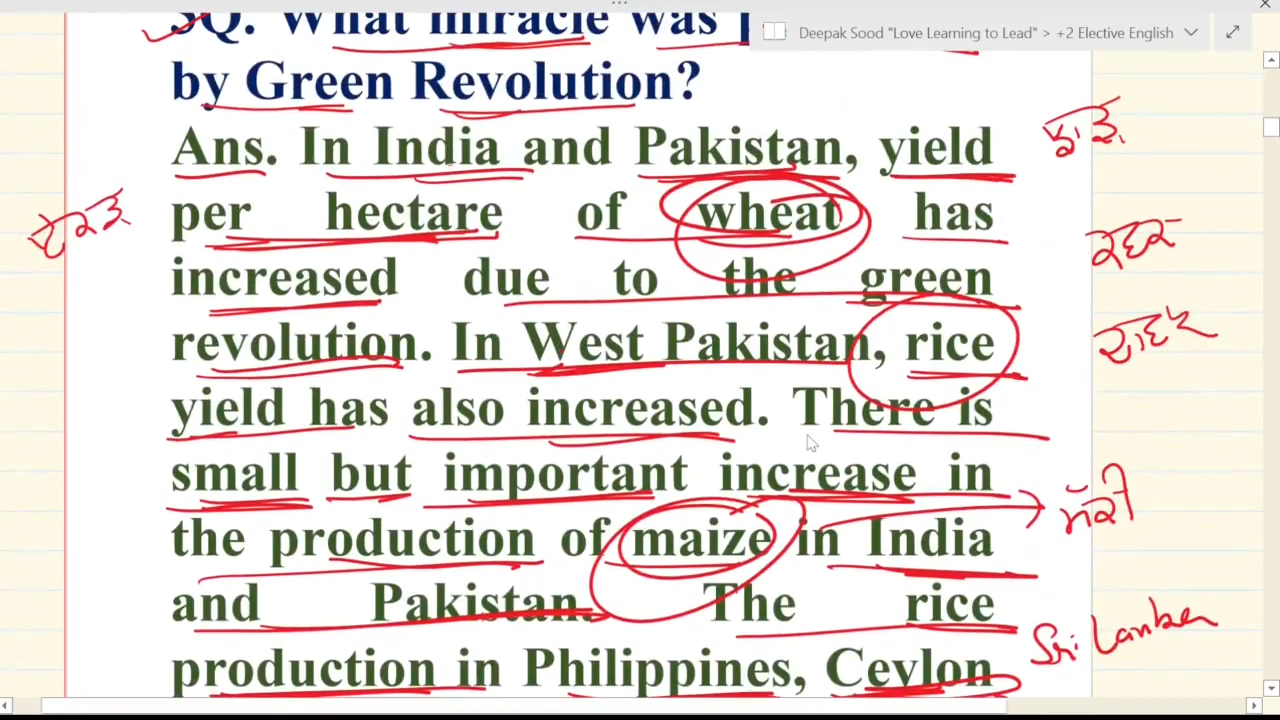 Deepak Sood "Love Learning to Lead" > +2 Elective English
3Q. What miracle was
by Green Revolution?
Ans. In India and Pakistan, yield
per hectare of wheat has
increased due to the green
revolution. In West Pakistan, rice
yield has also increased. There is
small but important increase in
the production of maize in India
and Pakistan. The rice
production in Philippines, Ceylon
Sri Lanka